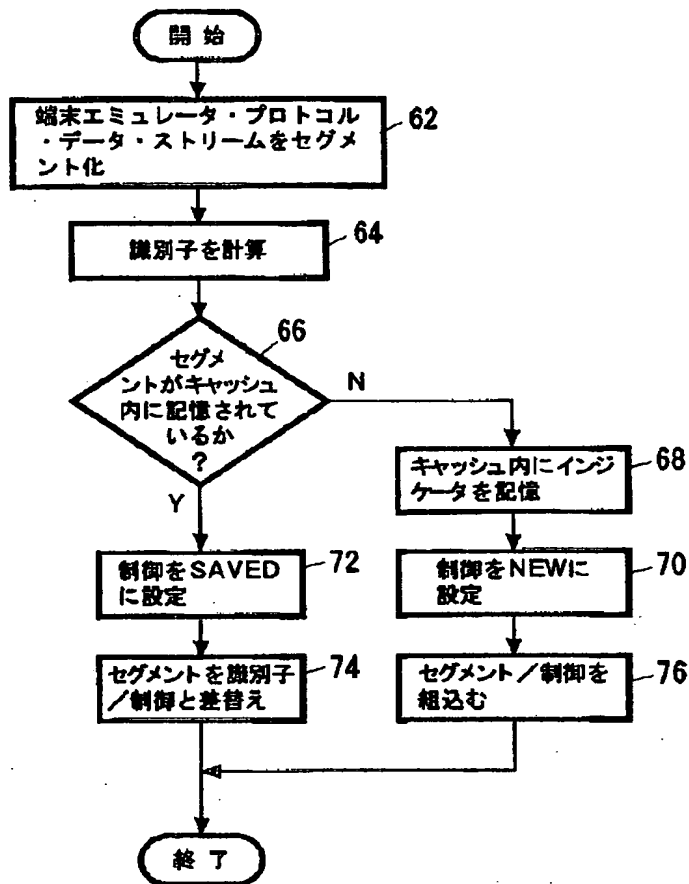 開始
端末エミュレータ・プロトコル
・データ・ストリームをセグメ
ント化
62
識別子を計算
64
66
セグメ
ントがキャッシュ
内に記憶されて
いるか
?
N
Y
キャッシュ内にインジ
ケータを記憶
68
制御をSAVED
に設定
72
制御をNEWに
設定
70
セグメントを識別子
/制御と差替え
74
セグメント/制御を
組込む
76
終了